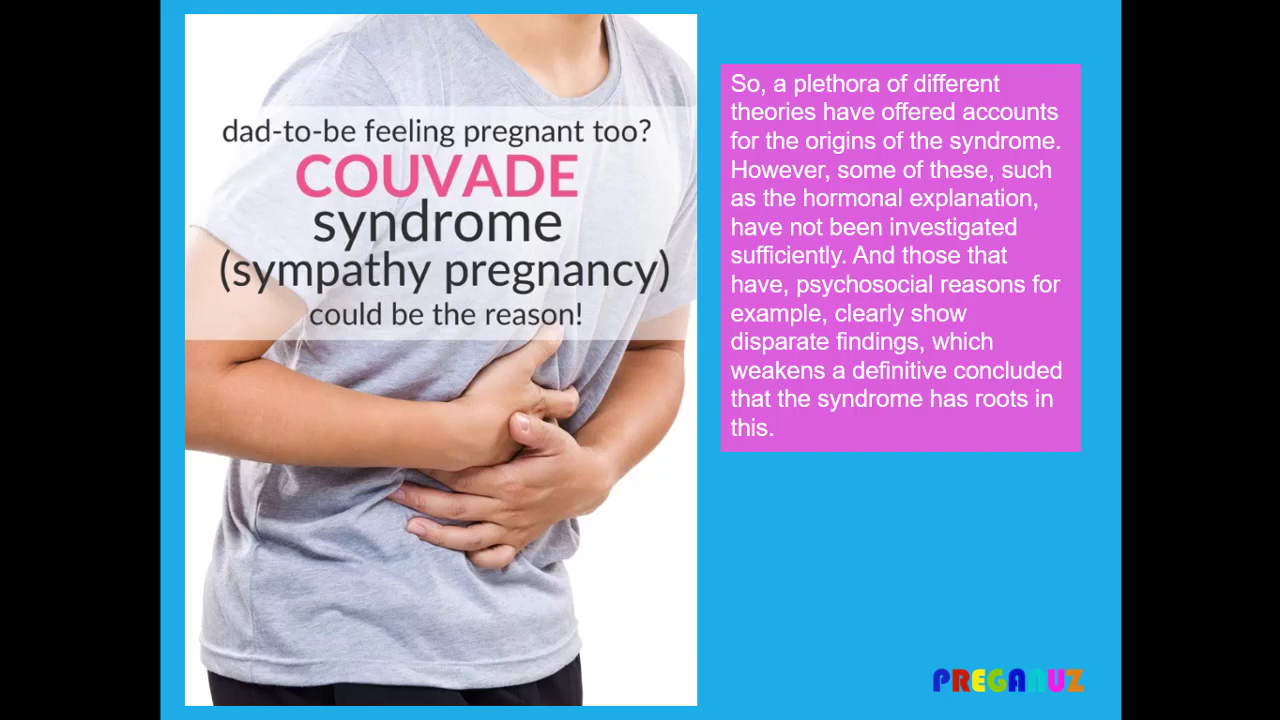 dad-to-be feeling pregnant too?
COUVADE
syndrome
(sympathy pregnancy)
could be the reason!
So, a plethora of different
theories have offered accounts
for the origins of the syndrome.
However, some of these, such
as the hormonal explanation,
have not been investigated
sufficiently. And those that
have, psychosocial reasons for
example, clearly show
disparate findings, which
weakens a definitive concluded
that the syndrome has roots in
this.
PREGANUZ